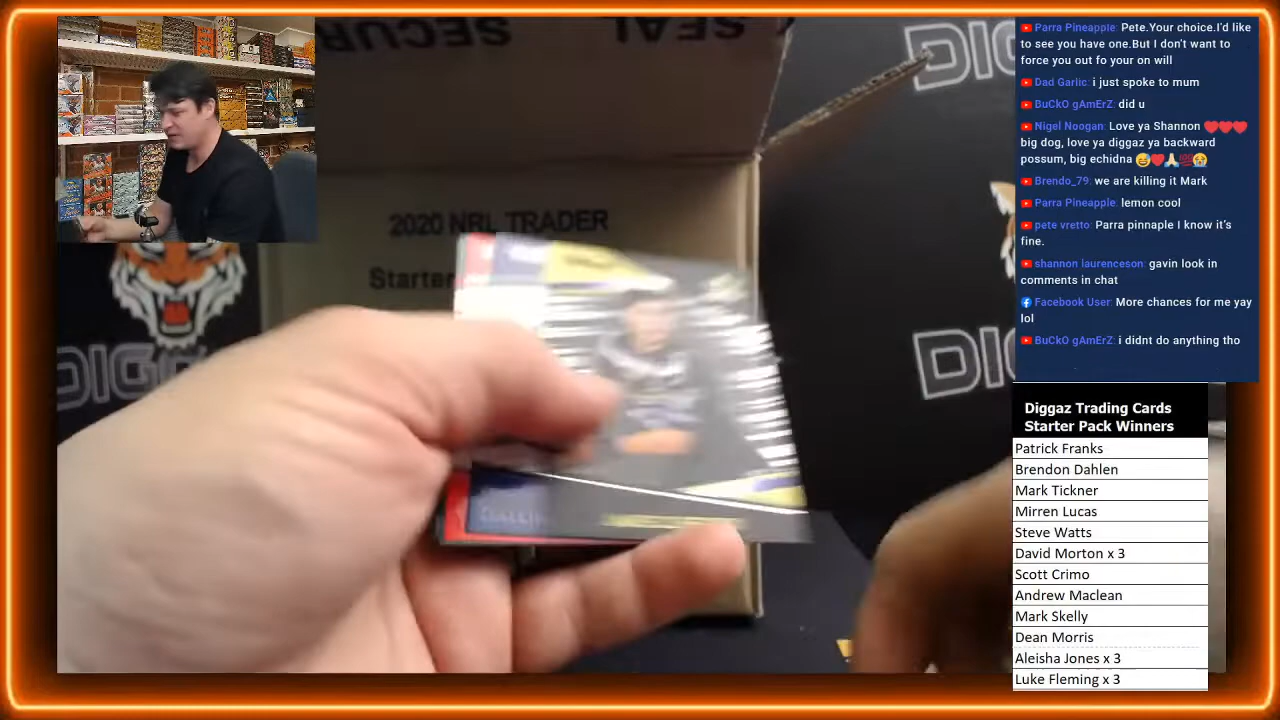 SEAL
2020 NRL TRADER
Starter
DIGG
Parra Pineapple: Pete.Your choice.I'd like
to see you have one.But I don't want to
force you out fo your on will
Dad Garlic: i just spoke to mum
BuCkO gAmErZ: did u
Nigel Noogan: Love ya Shannon ❤️❤️❤️
big dog, love ya diggaz ya backward
possum, big echidna 😅❤️🙏💯😭
Brendo_79: we are killing it Mark
Parra Pineapple: lemon cool
pete vretto: Parra pinnaple I know it's
fine.
shannon laurenceson: gavin look in
comments in chat
Facebook User: More chances for me yay
lol
BuCkO gAmErZ: i didnt do anything tho
Diggaz Trading Cards
Starter Pack Winners
Patrick Franks
Brendon Dahlen
Mark Tickner
Mirren Lucas
Steve Watts
David Morton x 3
Scott Crimo
Andrew Maclean
Mark Skelly
Dean Morris
Aleisha Jones x 3
Luke Fleming x 3